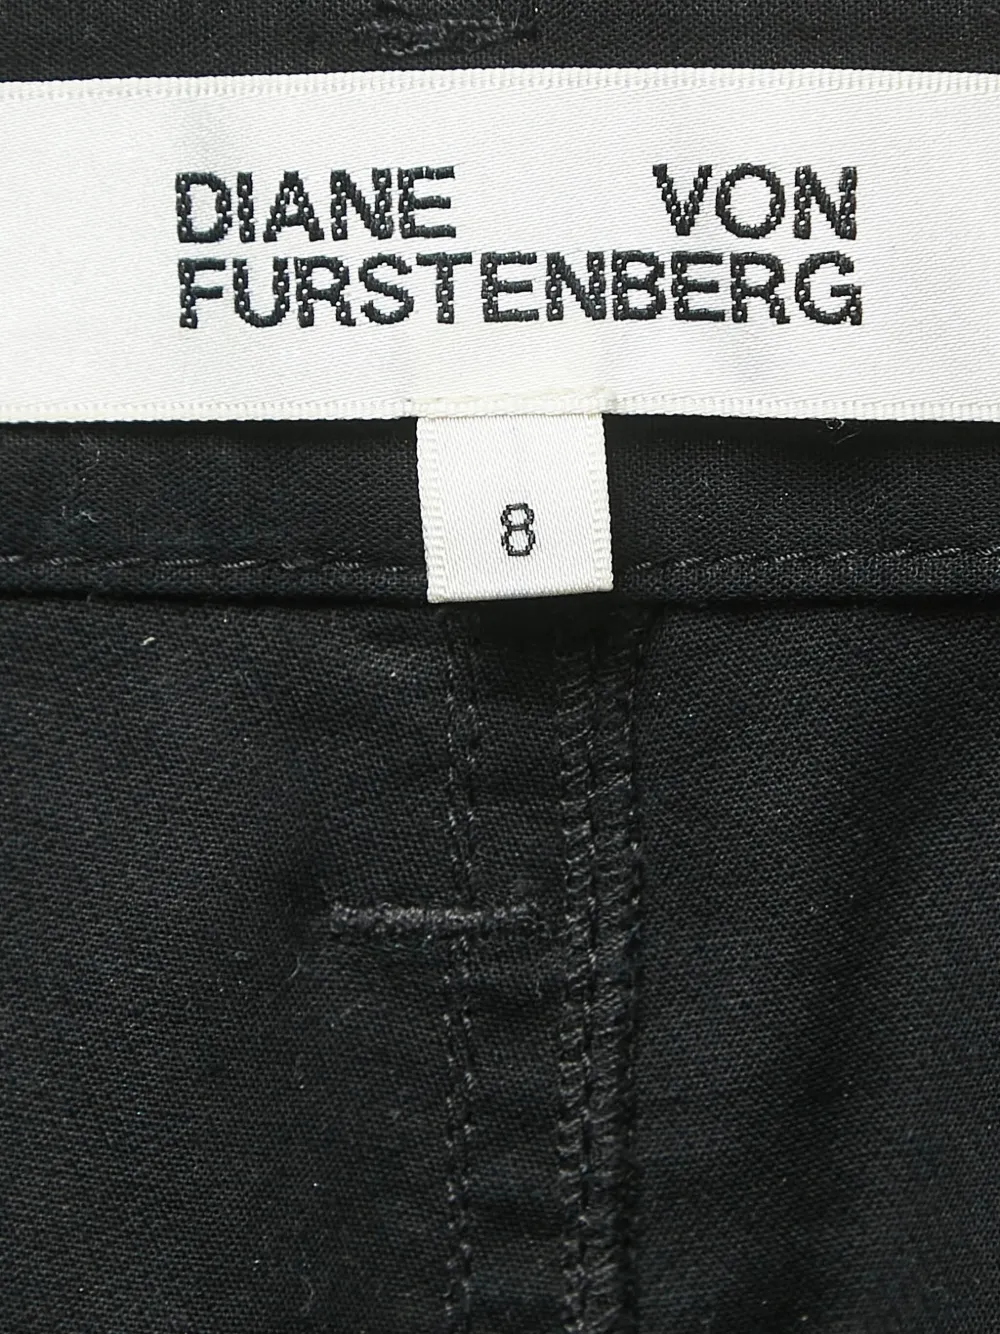 DIANE VON
FURSTENBERG
8